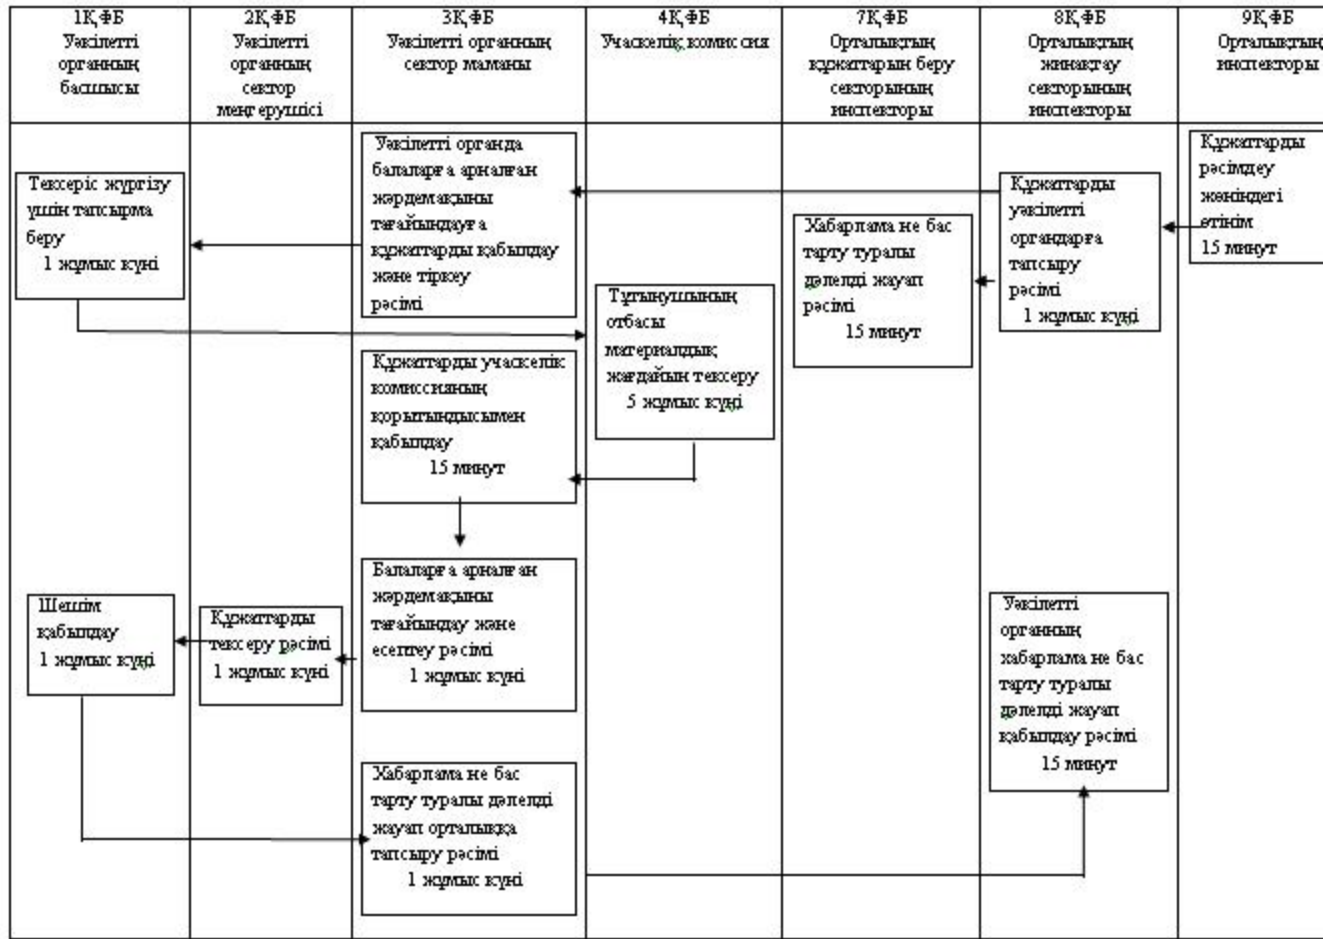 1ҚФБ
Уәкілетті
органның
басшысы
2ҚФБ
Уәкілетті
органның
сектор
меңгерушісі
3ҚФБ
Уәкілетті органның
сектор маманы
4ҚФБ
Учаскелік комиссия
7ҚФБ
Орталықтың
құжаттарын беру
секторының
инспекторы
8ҚФБ
Орталықтың
жинақтау
секторының
инспекторы
9ҚФБ
Орталықтың
инспекторы
Тексеріс жүргізу
үшін тапсырма
беру
1 жұмыс күні
Уәкілетті органда
балаларға арналған
жәрдемақыны
тағайындауға
құжаттарды қабылдау
және тіркеу
рәсімі
Тұтынушының
отбасы
материалдық
жағдайын тексеру
5 жұмыс күні
Хабарлама не бас
тарту туралы
дәлелді жауап
рәсімі
15 минут
Құжаттарды
уәкілетті
органдарға
тапсыру
рәсімі
1 жұмыс күні
Құжаттарды
рәсімдеу
жөніндегі
өтінім
15 минут
Құжаттарды учаскелік
комиссияның
қорытындысымен
қабылдау
15 минут
Шешім
қабылдау
1 жұмыс күні
Құжаттарды
тексеру рәсімі
1 жұмыс күні
Балаларға арналған
жәрдемақыны
тағайындау және
есептеу рәсімі
1 жұмыс күні
Уәкілетті
органның
хабарлама не бас
тарту туралы
дәлелді жауап
қабылдау рәсімі
15 минут
Хабарлама не бас
тарту туралы дәлелді
жауап орталыққа
тапсыру рәсімі
1 жұмыс күні